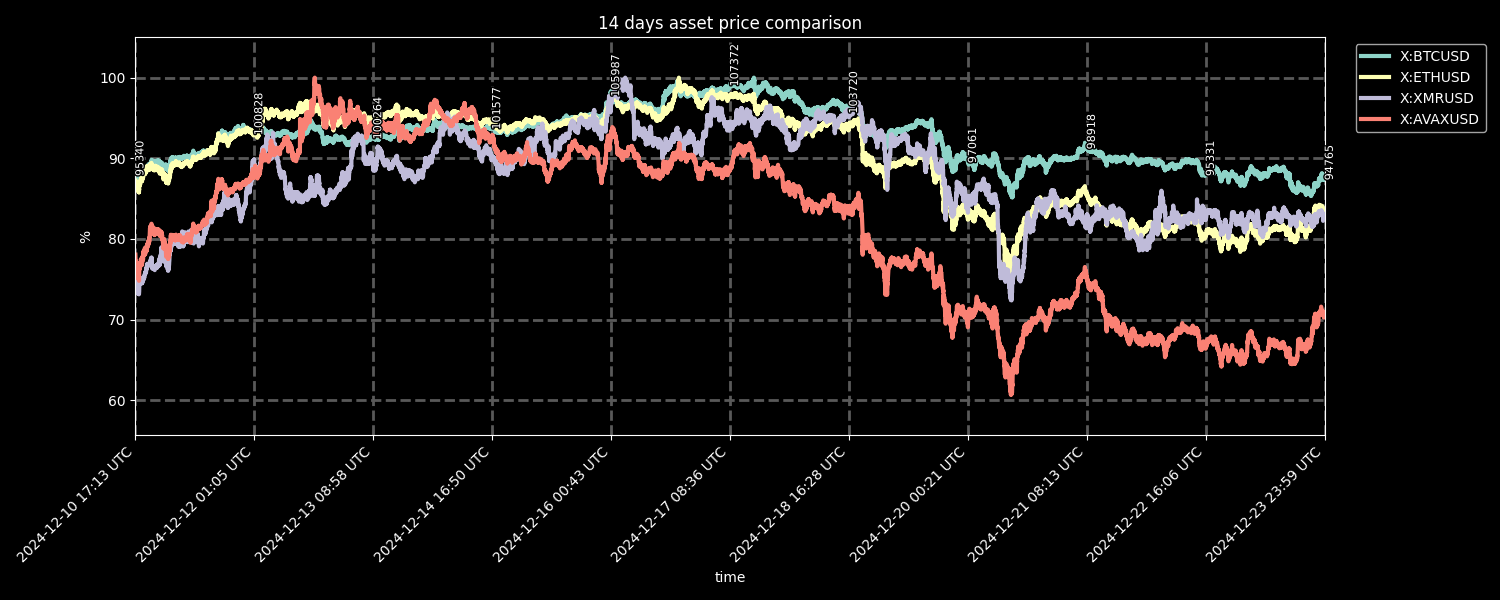 14 days asset price comparison
X:BTCUSD
X:ETHUSD
X:XMRUSD
X:AVAXUSD
100
90
80
70
60
%
95340
100828
100264
101577
105987
107372
103720
97061
98918
95331
94765
2024-12-10 17:13 UTC
2024-12-12 01:05 UTC
2024-12-13 08:58 UTC
2024-12-14 16:50 UTC
2024-12-16 00:43 UTC
2024-12-17 08:36 UTC
2024-12-18 16:28 UTC
2024-12-20 00:21 UTC
2024-12-21 08:13 UTC
2024-12-22 16:06 UTC
2024-12-23 23:59 UTC
time